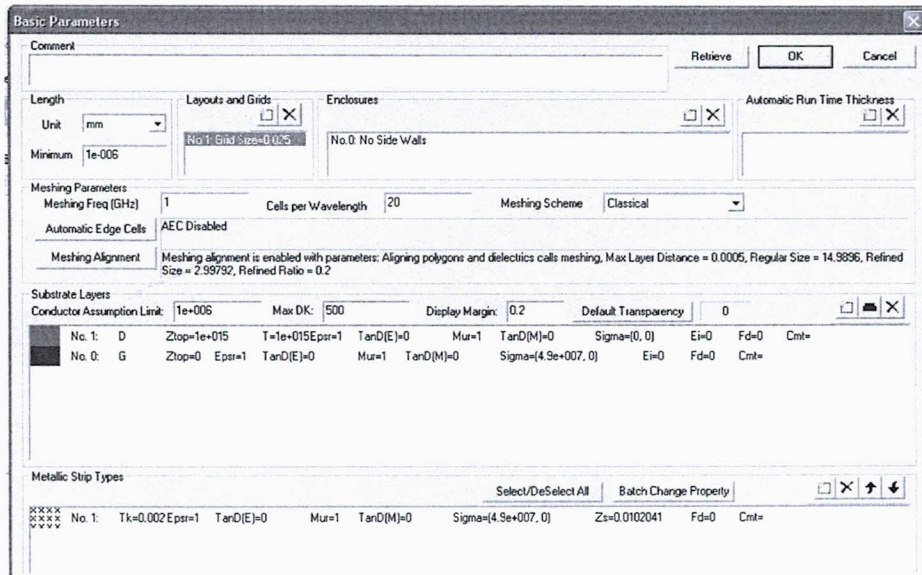 Basic Parameters
Comment
Retrieve
OK
Cancel
Length
Unit
mm
Minimum
1e-006
Layouts and Grids
No.1: Grid Size=0.025
Enclosures
No.0: No Side Walls
Automatic Run Time Thickness
Meshing Parameters
Meshing Freq (GHz)
1
Cells per Wavelength
20
Meshing Scheme
Classical
Automatic Edge Cells
AEC Disabled
Meshing Alignment
Meshing alignment is enabled with parameters: Aligning polygons and dielectrics calls meshing, Max Layer Distance = 0.0005, Regular Size = 14.9896, Refined
Size = 2.99792, Refined Ratio = 0.2
Substrate Layers
Conductor Assumption Limit:
1e+006
Max DK:
500
Display Margin:
0.2
Default Transparency
0
No. 1: D Ztop=1e+015 T=1e+015 Epsr=1 TanD(E)=0 Mur=1 TanD(M)=0 Sigma=(0, 0) Ei=0 Fd=0 Cmt=
No. 0: G Ztop=0 Epsr=1 TanD(E)=0 Mur=1 TanD(M)=0 Sigma=(4.9e+007, 0) Ei=0 Fd=0 Cmt=
Metallic Strip Types
Select/DeSelect All
Batch Change Property
No. 1: Tk=0.002 Epsr=1 TanD(E)=0 Mur=1 TanD(M)=0 Sigma=(4.9e+007, 0) Zs=0.0102041 Fd=0 Cmt=